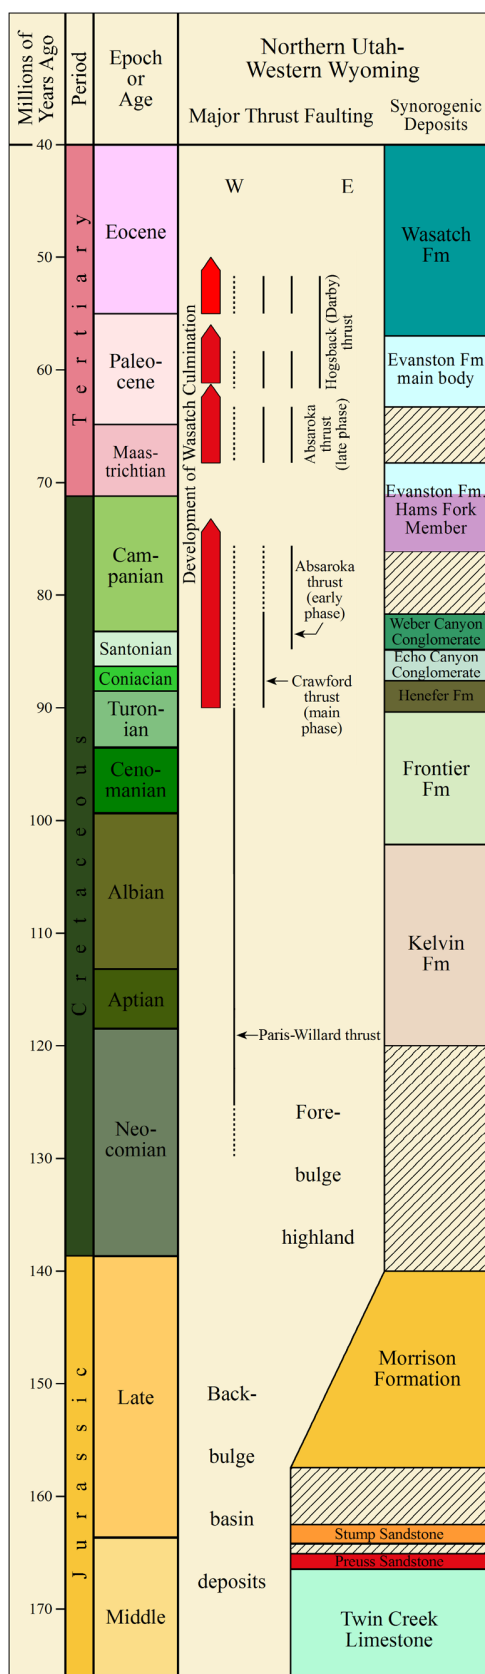 Millions of
Years Ago
Period
Epoch
or
Age
Northern Utah-
Western Wyoming
Major Thrust Faulting
Synorogenic
Deposits
40
50
60
70
80
90
100
110
120
130
140
150
160
170
Tertiary
Cretaceous
Jurassic
Eocene
Paleo-
cene
Maas-
trichtian
Cam-
panian
Santonian
Coniacian
Turon-
ian
Ceno-
manian
Albian
Aptian
Neo-
comian
Late
Middle
W
E
Development of Wasatch Culmination
Hogsback (Darby)
thrust
Absaroka
thrust
(late phase)
Absaroka
thrust
(early
phase)
Crawford
thrust
(main
phase)
Paris-Willard thrust
Fore-
bulge
highland
Back-
bulge
basin
deposits
Wasatch
Fm
Evanston Fm
main body
Evanston Fm.
Hams Fork
Member
Weber Canyon
Conglomerate
Echo Canyon
Conglomerate
Henefer Fm
Frontier
Fm
Kelvin
Fm
Morrison
Formation
Stump Sandstone
Preuss Sandstone
Twin Creek
Limestone